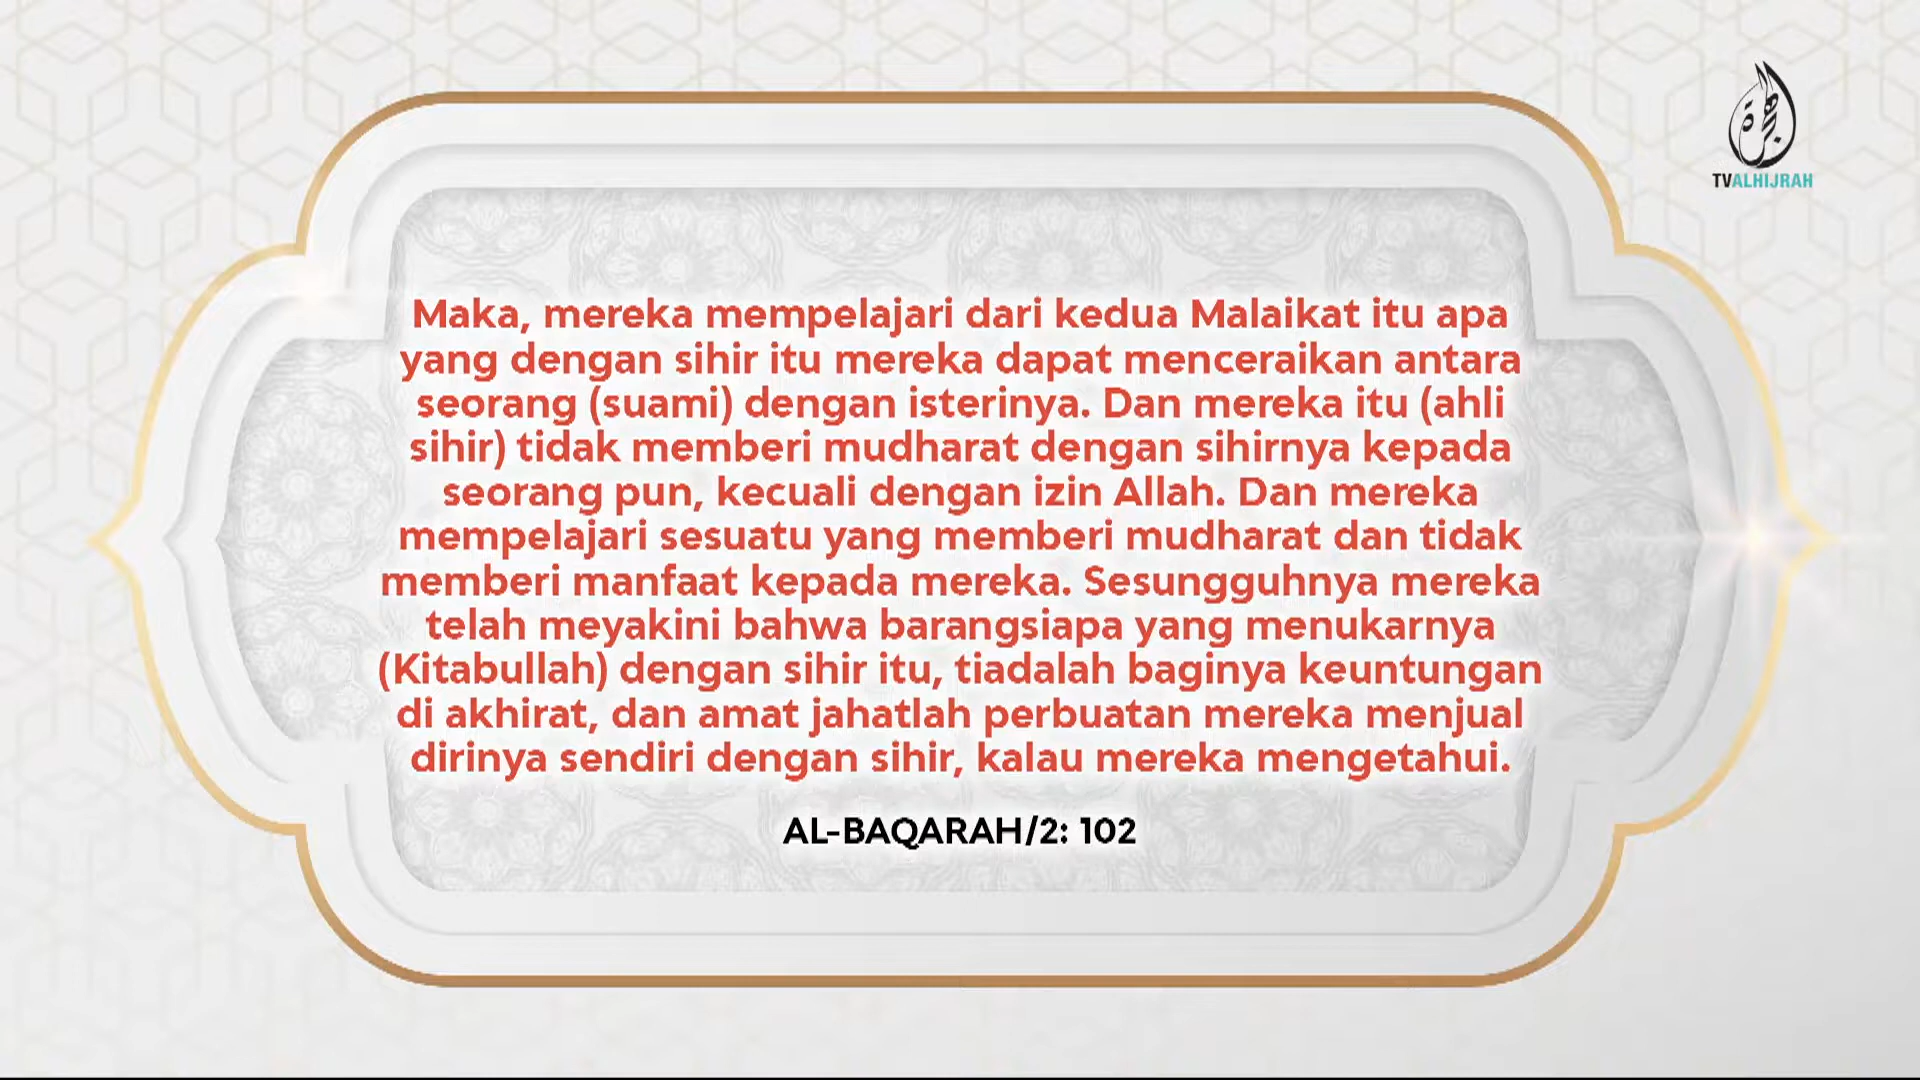 هجرة
TVALHIJRAH
Maka, mereka mempelajari dari kedua Malaikat itu apa
yang dengan sihir itu mereka dapat menceraikan antara
seorang (suami) dengan isterinya. Dan mereka itu (ahli
sihir) tidak memberi mudharat dengan sihirnya kepada
seorang pun, kecuali dengan izin Allah. Dan mereka
mempelajari sesuatu yang memberi mudharat dan tidak
memberi manfaat kepada mereka. Sesungguhnya mereka
telah meyakini bahwa barangsiapa yang menukarnya
(Kitabullah) dengan sihir itu, tiadalah baginya keuntungan
di akhirat, dan amat jahatlah perbuatan mereka menjual
dirinya sendiri dengan sihir, kalau mereka mengetahui.
AL-BAQARAH/2: 102